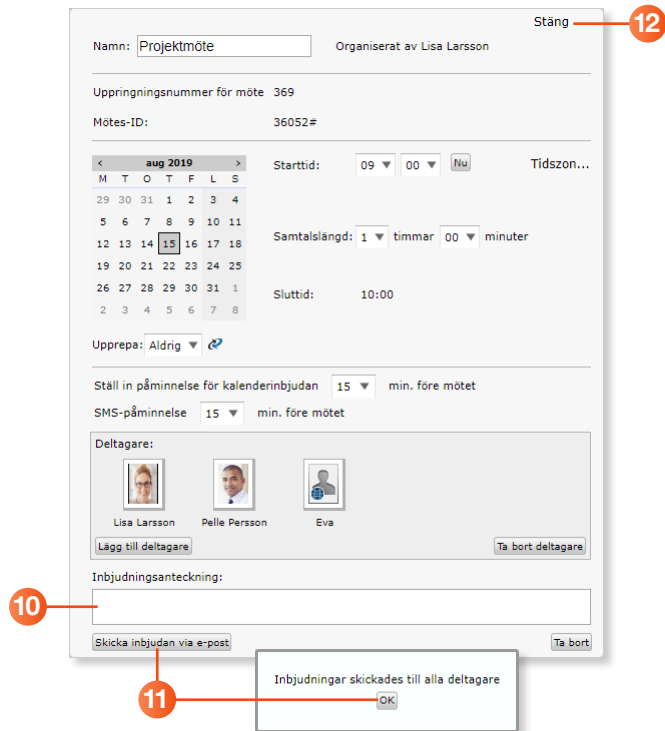 Stäng
12
Namn: Projektmöte Organiserat av Lisa Larsson
Uppringningsnummer för möte 369
Mötes-ID: 36052#
< aug 2019 >
M T O T F L S
29 30 31 1 2 3 4
5 6 7 8 9 10 11
12 13 14 15 16 17 18
19 20 21 22 23 24 25
26 27 28 29 30 31 1
2 3 4 5 6 7 8
Starttid: 09 ▼ 00 ▼ Nu Tidszon...
Samtalslängd: 1 ▼ timmar 00 ▼ minuter
Sluttid: 10:00
Upprepa: Aldrig ▼
Ställ in påminnelse för kalenderinbjudan 15 ▼ min. före mötet
SMS-påminnelse 15 ▼ min. före mötet
Deltagare:
Lisa Larsson Pelle Persson Eva
Lägg till deltagare Ta bort deltagare
Inbjudningsanteckning:
10
Skicka inbjudan via e-post Ta bort
11
Inbjudningar skickades till alla deltagare
OK